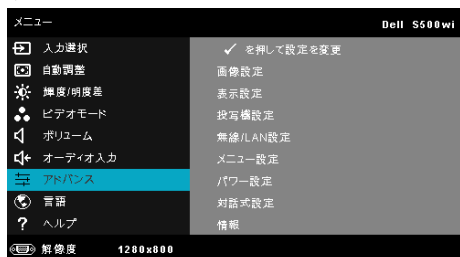 メニュー Dell S500wi
入力選択 ✓ を押して設定を変更
自動調整 画像設定
輝度/明度差 表示設定
ビデオモード 投写機設定
ボリューム 無線/LAN設定
オーディオ入力 メニュー設定
アドバンス パワー設定
言語 対話式設定
? ヘルプ 情報
解像度 1280x800